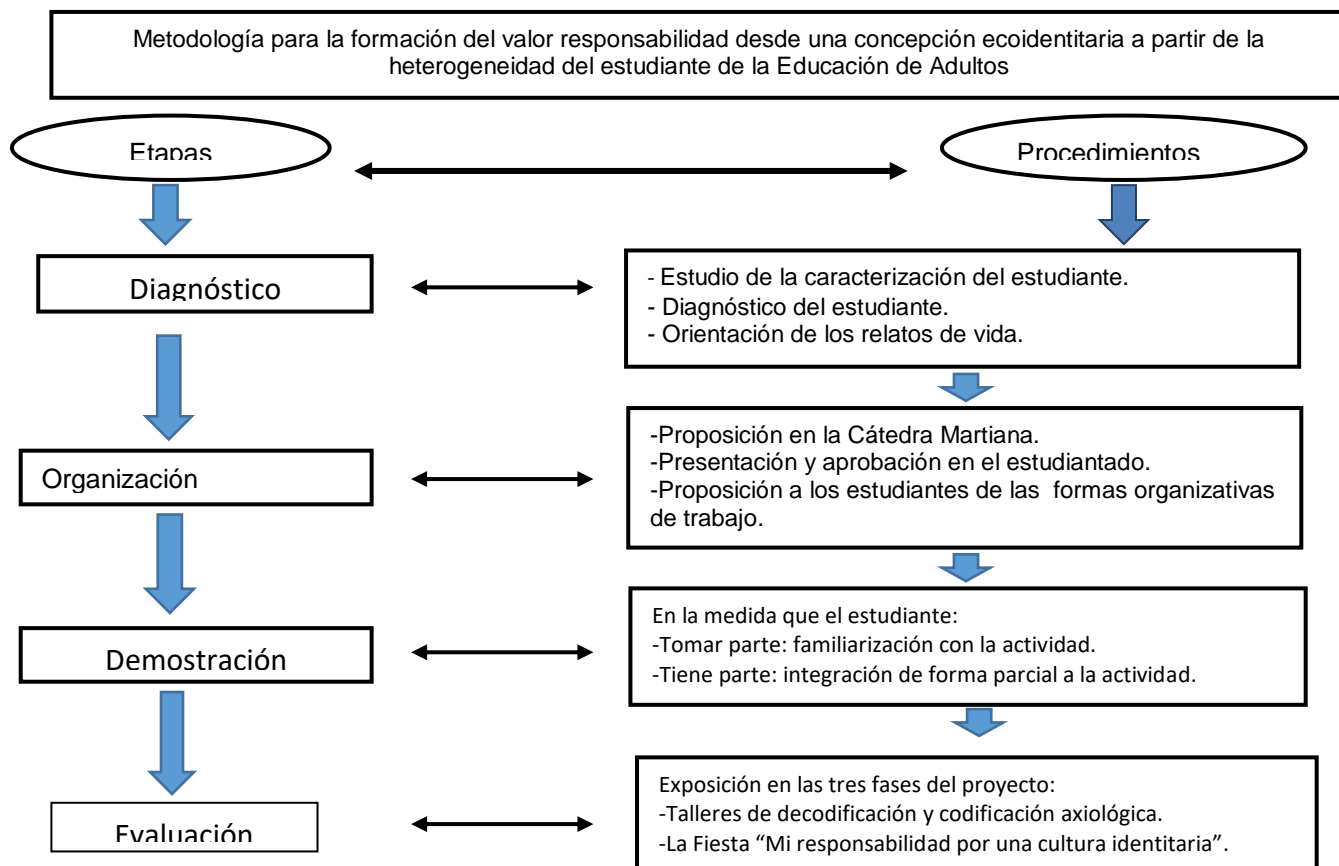 Metodología para la formación del valor responsabilidad desde una concepción ecoidentitaria a partir de la
heterogeneidad del estudiante de la Educación de Adultos
Etapas
Procedimientos
Diagnóstico
- Estudio de la caracterización del estudiante.
- Diagnóstico del estudiante.
- Orientación de los relatos de vida.
Organización
-Proposición en la Cátedra Martiana.
-Presentación y aprobación en el estudiantado.
-Proposición a los estudiantes de las formas organizativas
de trabajo.
Demostración
En la medida que el estudiante:
-Tomar parte: familiarización con la actividad.
-Tiene parte: integración de forma parcial a la actividad.
Evaluación
Exposición en las tres fases del proyecto:
-Talleres de decodificación y codificación axiológica.
-La Fiesta “Mi responsabilidad por una cultura identitaria”.